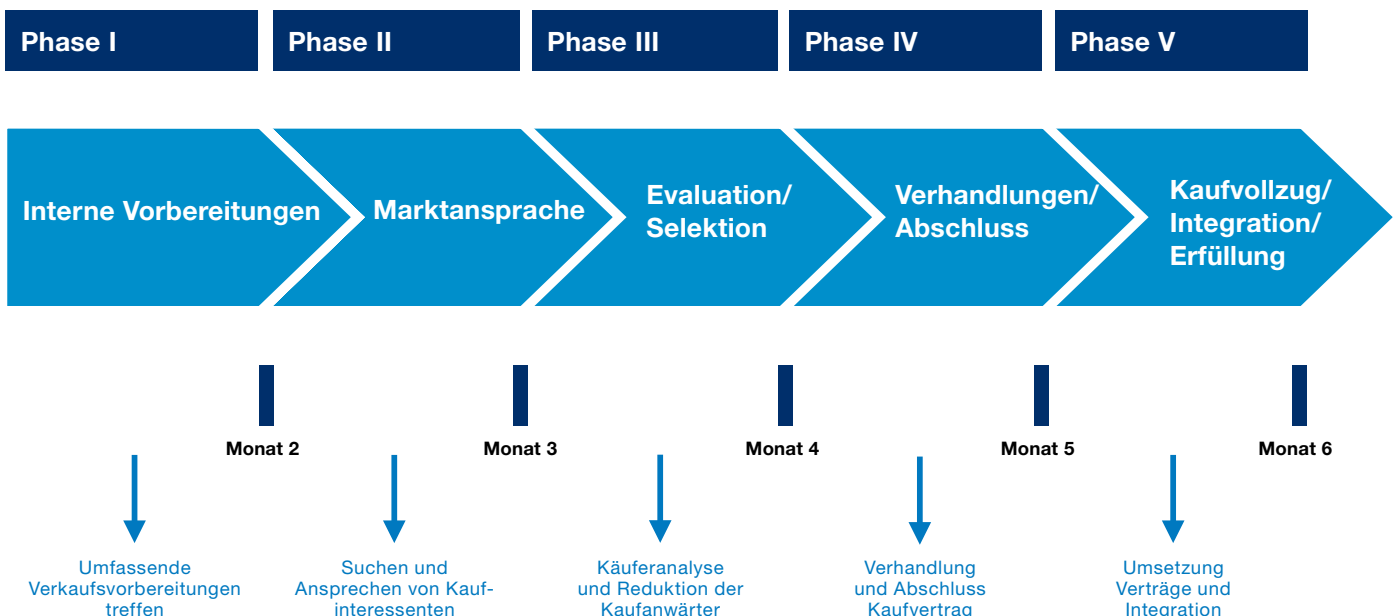 Phase I
Phase II
Phase III
Phase IV
Phase V
Interne Vorbereitungen
Marktansprache
Evaluation/
Selektion
Verhandlungen/
Abschluss
Kaufvollzug/
Integration/
Erfüllung
Monat 2
Monat 3
Monat 4
Monat 5
Monat 6
Umfassende
Verkaufsvorbereitungen
treffen
Suchen und
Ansprechen von Kauf-
interessenten
Käuferanalyse
und Reduktion der
Kaufanwärter
Verhandlung
und Abschluss
Kaufvertrag
Umsetzung
Verträge und
Integration